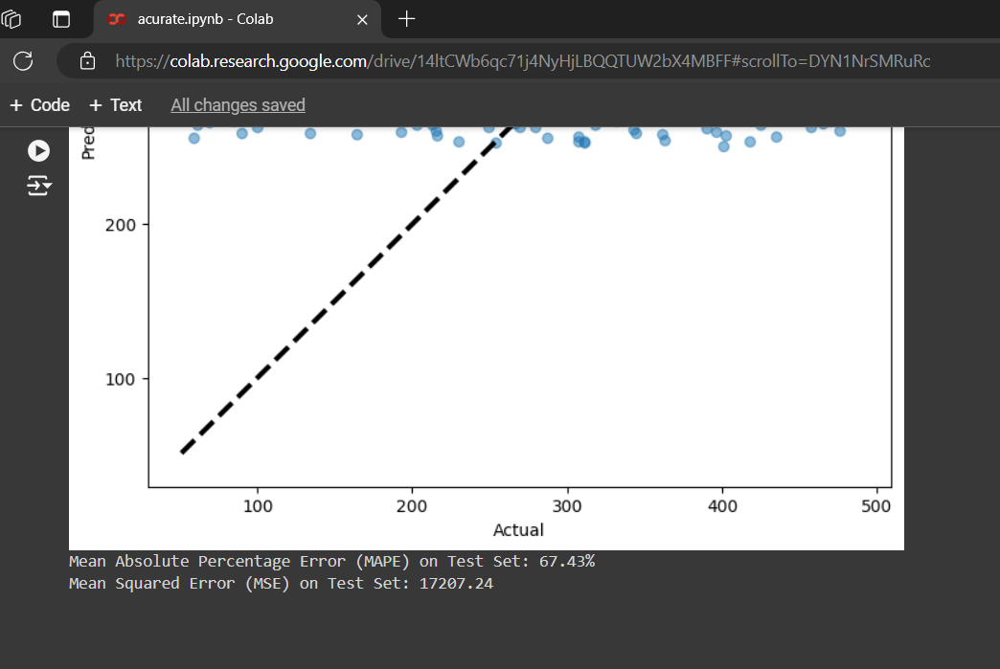 acurate.ipynb - Colab
https://colab.research.google.com/drive/14ltCWb6qc71j4NyHjLBQQTUW2bX4MBFF#scrollTo=DYN1NrSMRuRc
+ Code + Text All changes saved
Pred
200
100
100 200 300 400 500
Actual
Mean Absolute Percentage Error (MAPE) on Test Set: 67.43%
Mean Squared Error (MSE) on Test Set: 17207.24